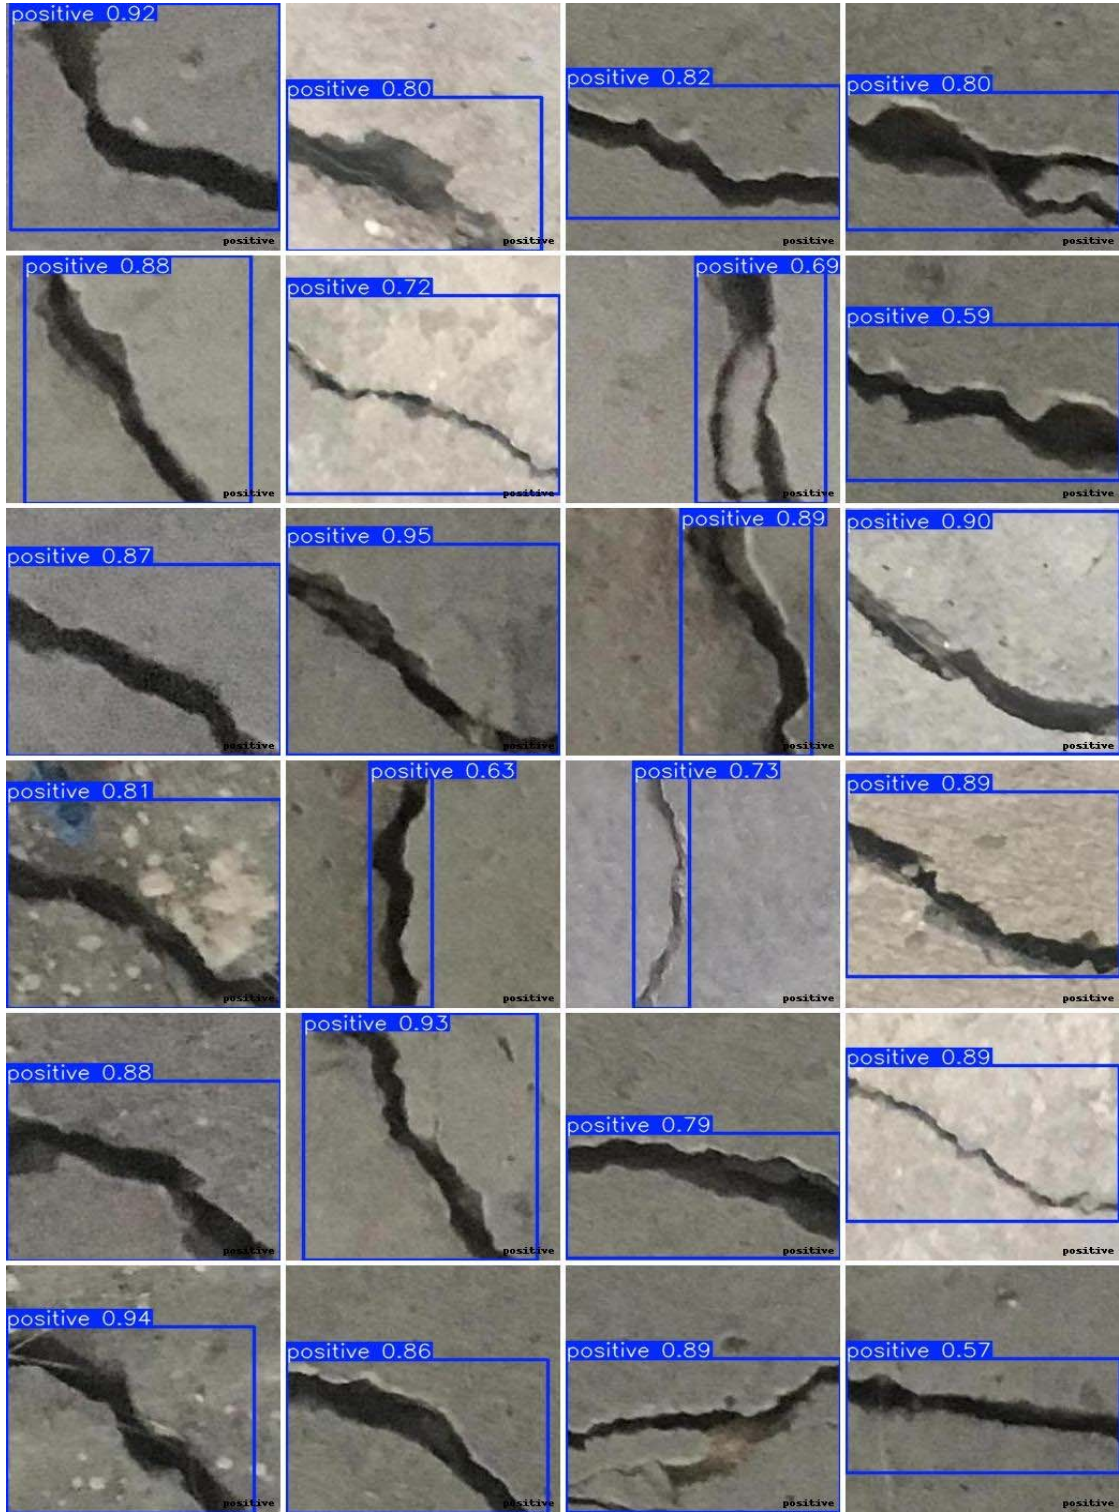 positive 0.92
positive
positive 0.80
positive
positive 0.82
positive
positive 0.80
positive
positive 0.88
positive
positive 0.72
positive
positive 0.69
positive
positive 0.59
positive
positive 0.87
positive
positive 0.95
positive
positive 0.89
positive
positive 0.90
positive
positive 0.81
positive
positive 0.63
positive
positive 0.73
positive
positive 0.89
positive
positive 0.88
positive
positive 0.93
positive
positive 0.79
positive
positive 0.89
positive
positive 0.94
positive
positive 0.86
positive
positive 0.89
positive
positive 0.57
positive